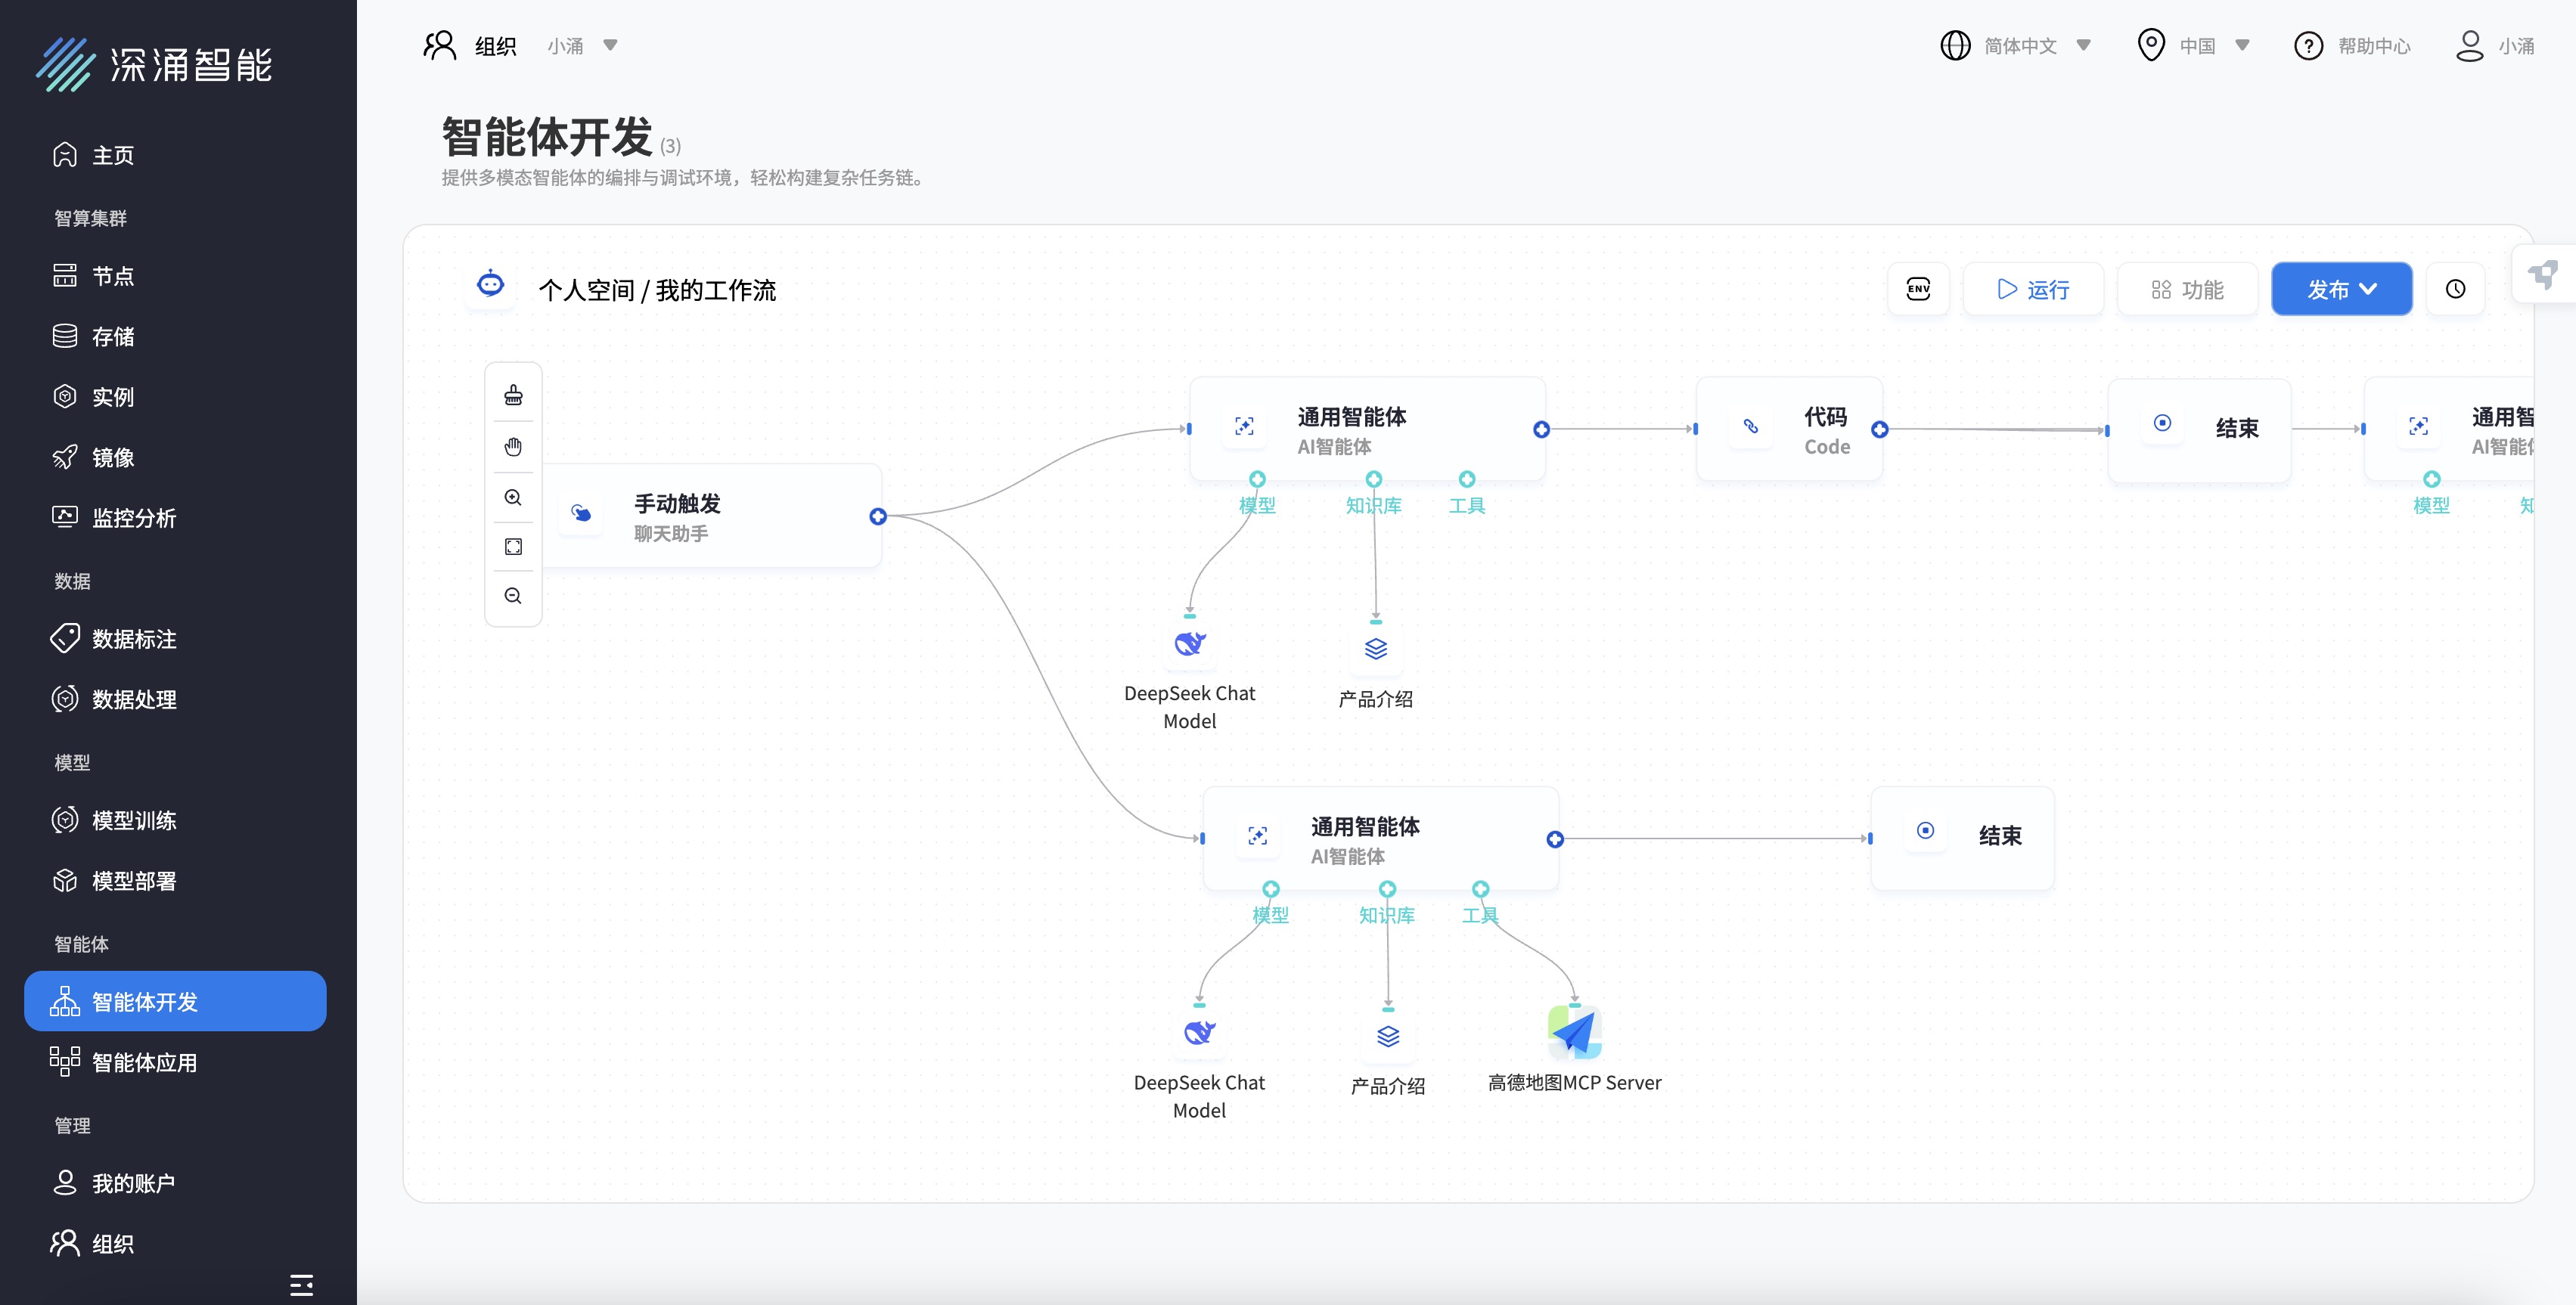 深涌智能
主页
智算集群
节点
存储
实例
镜像
监控分析
数据
数据标注
数据处理
模型
模型训练
模型部署
智能体
智能体开发
智能体应用
管理
我的账户
组织
组织 小涌
简体中文 中国 帮助中心 小涌
智能体开发 (3)
提供多模态智能体的编排与调试环境，轻松构建复杂任务链。
个人空间 / 我的工作流
ENV 运行 功能 发布
手动触发
聊天助手
通用智能体
AI智能体
模型 知识库 工具
代码
Code
结束
通用智
AI智能
模型
DeepSeek Chat
Model
产品介绍
通用智能体
AI智能体
模型 知识库 工具
结束
DeepSeek Chat
Model
产品介绍
高德地图MCP Server